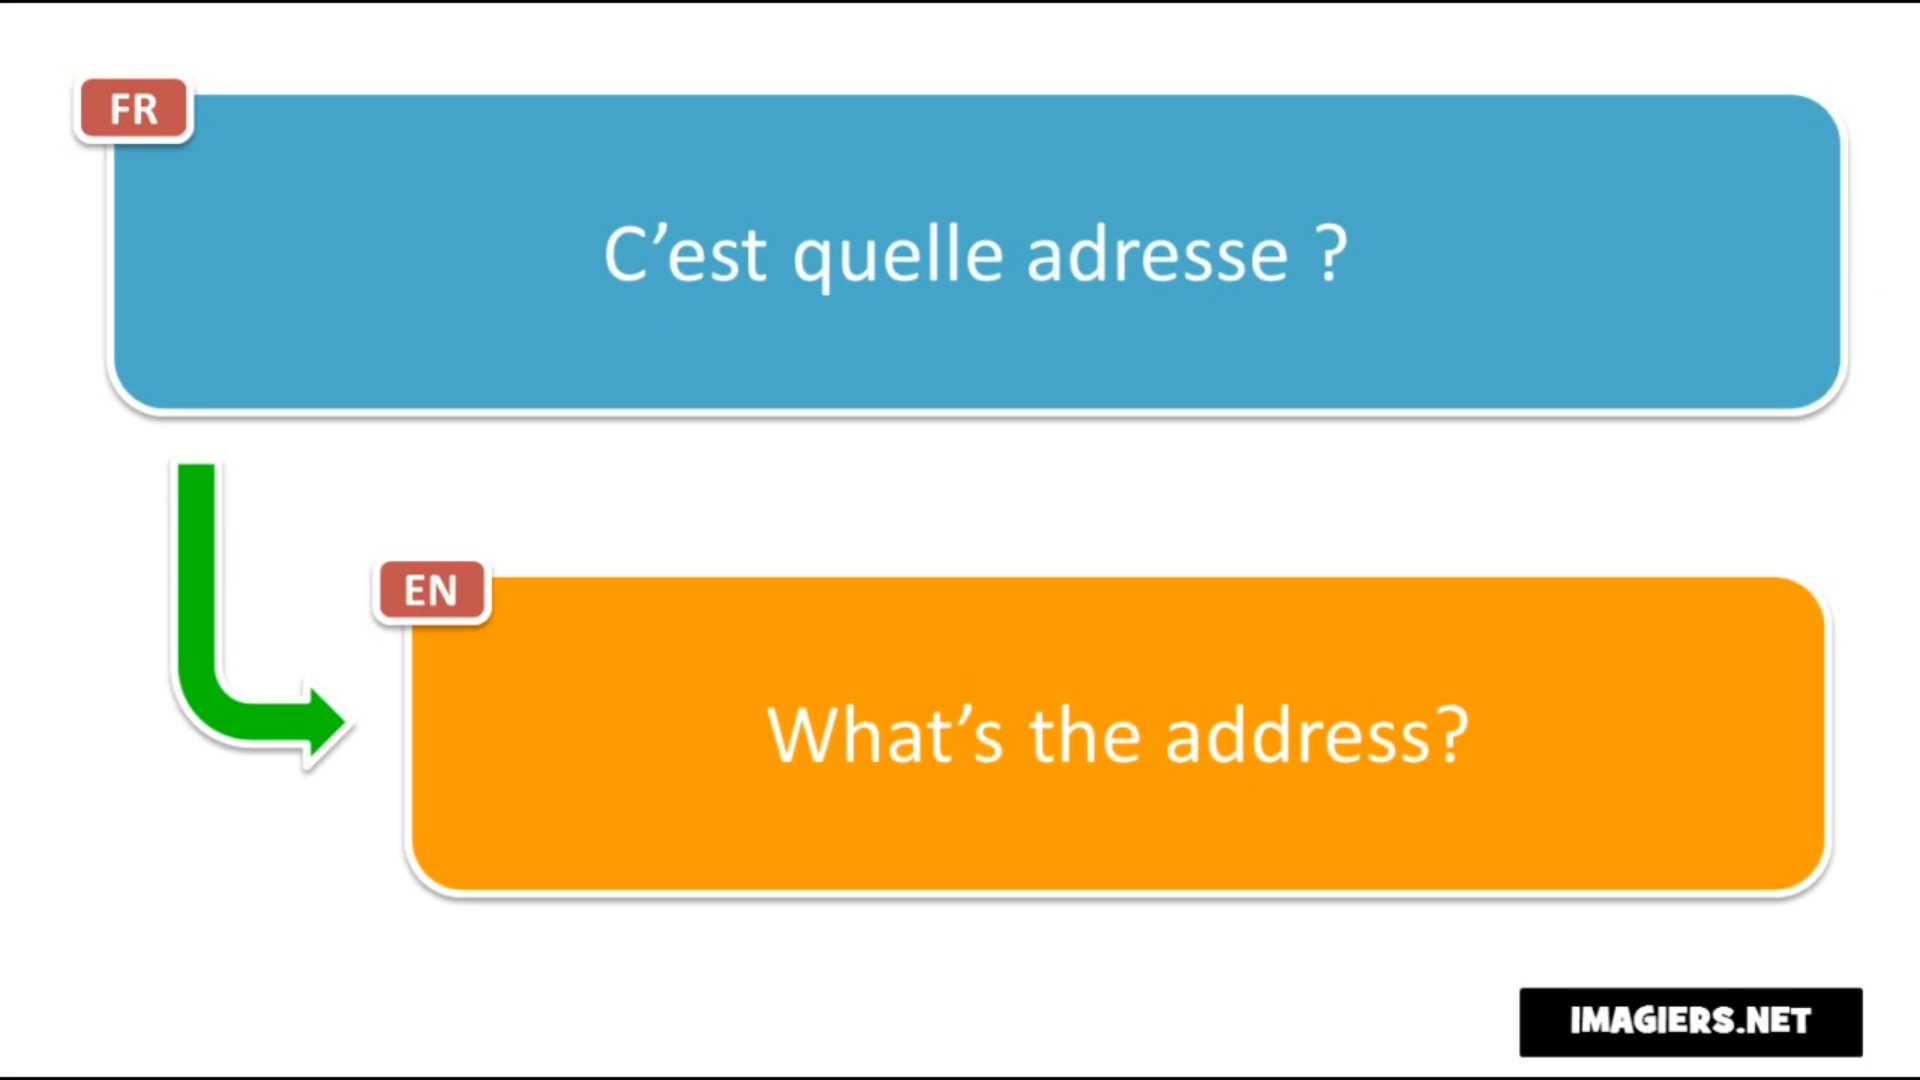 FR
C’est quelle adresse ?
EN
What’s the address?
IMAGIERS.NET